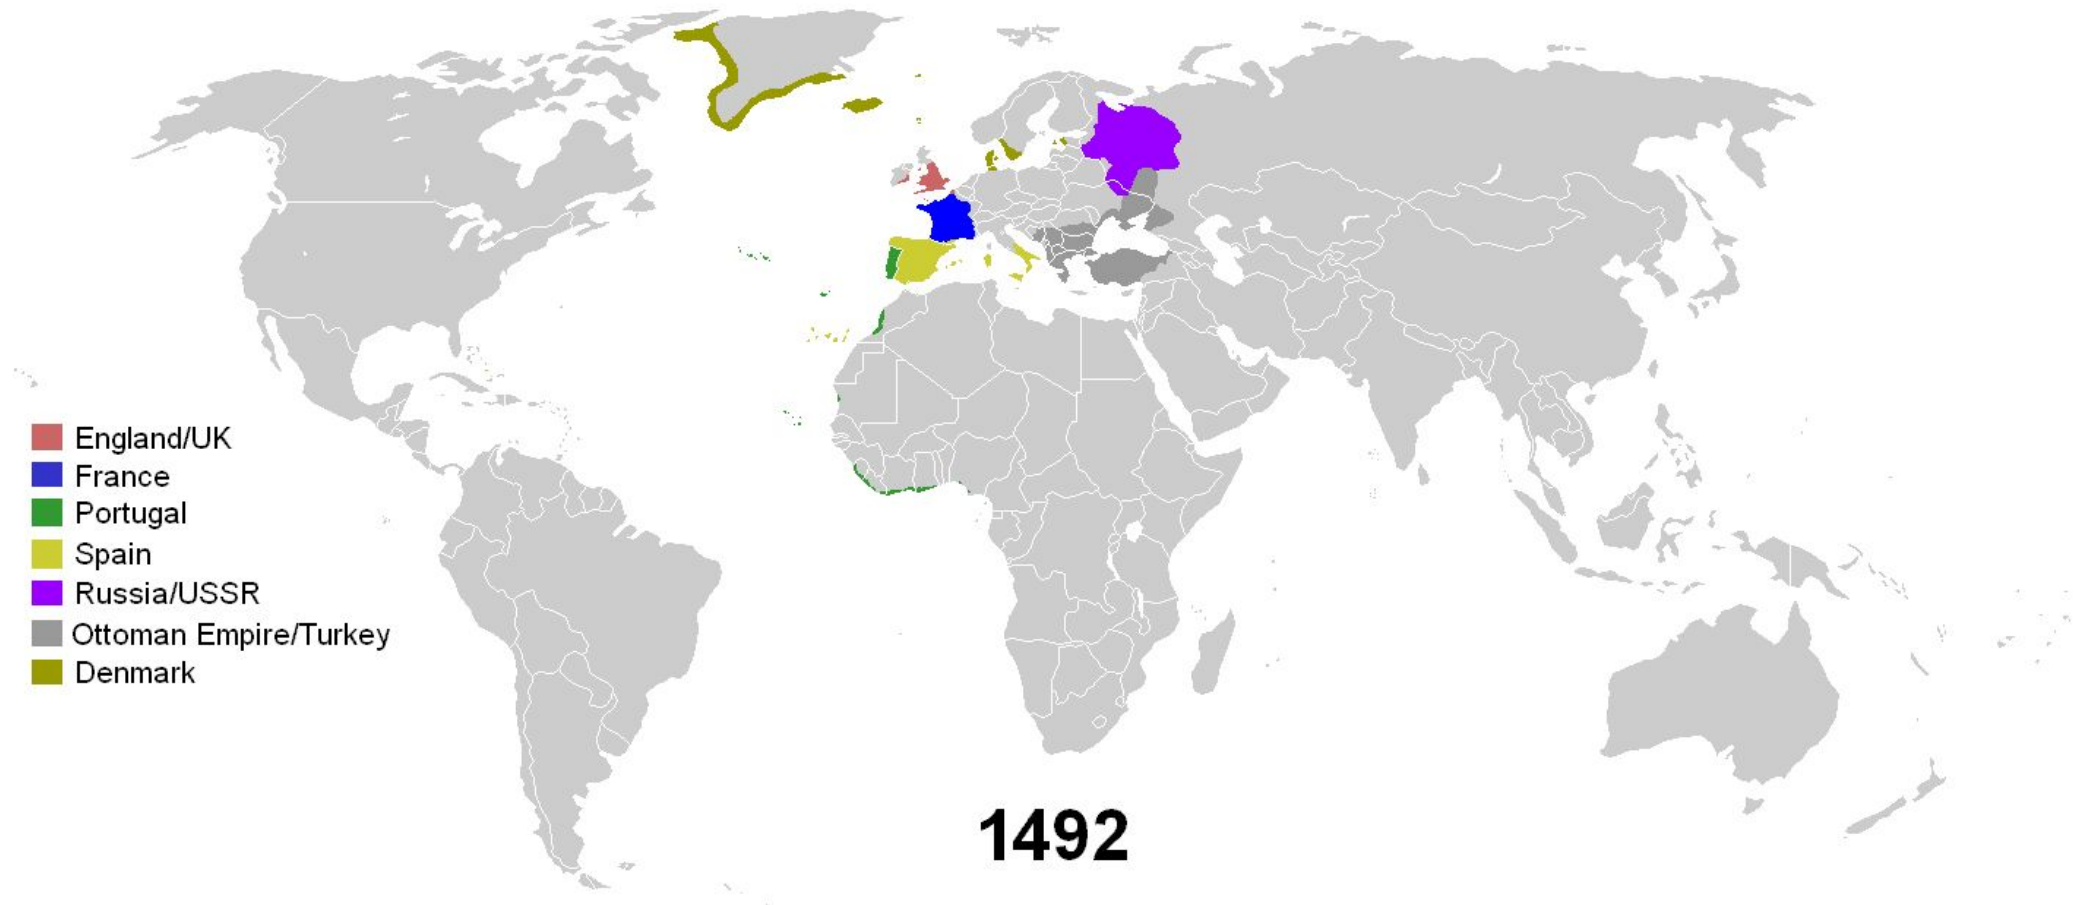 England/UK
France
Portugal
Spain
Russia/USSR
Ottoman Empire/Turkey
Denmark
1492